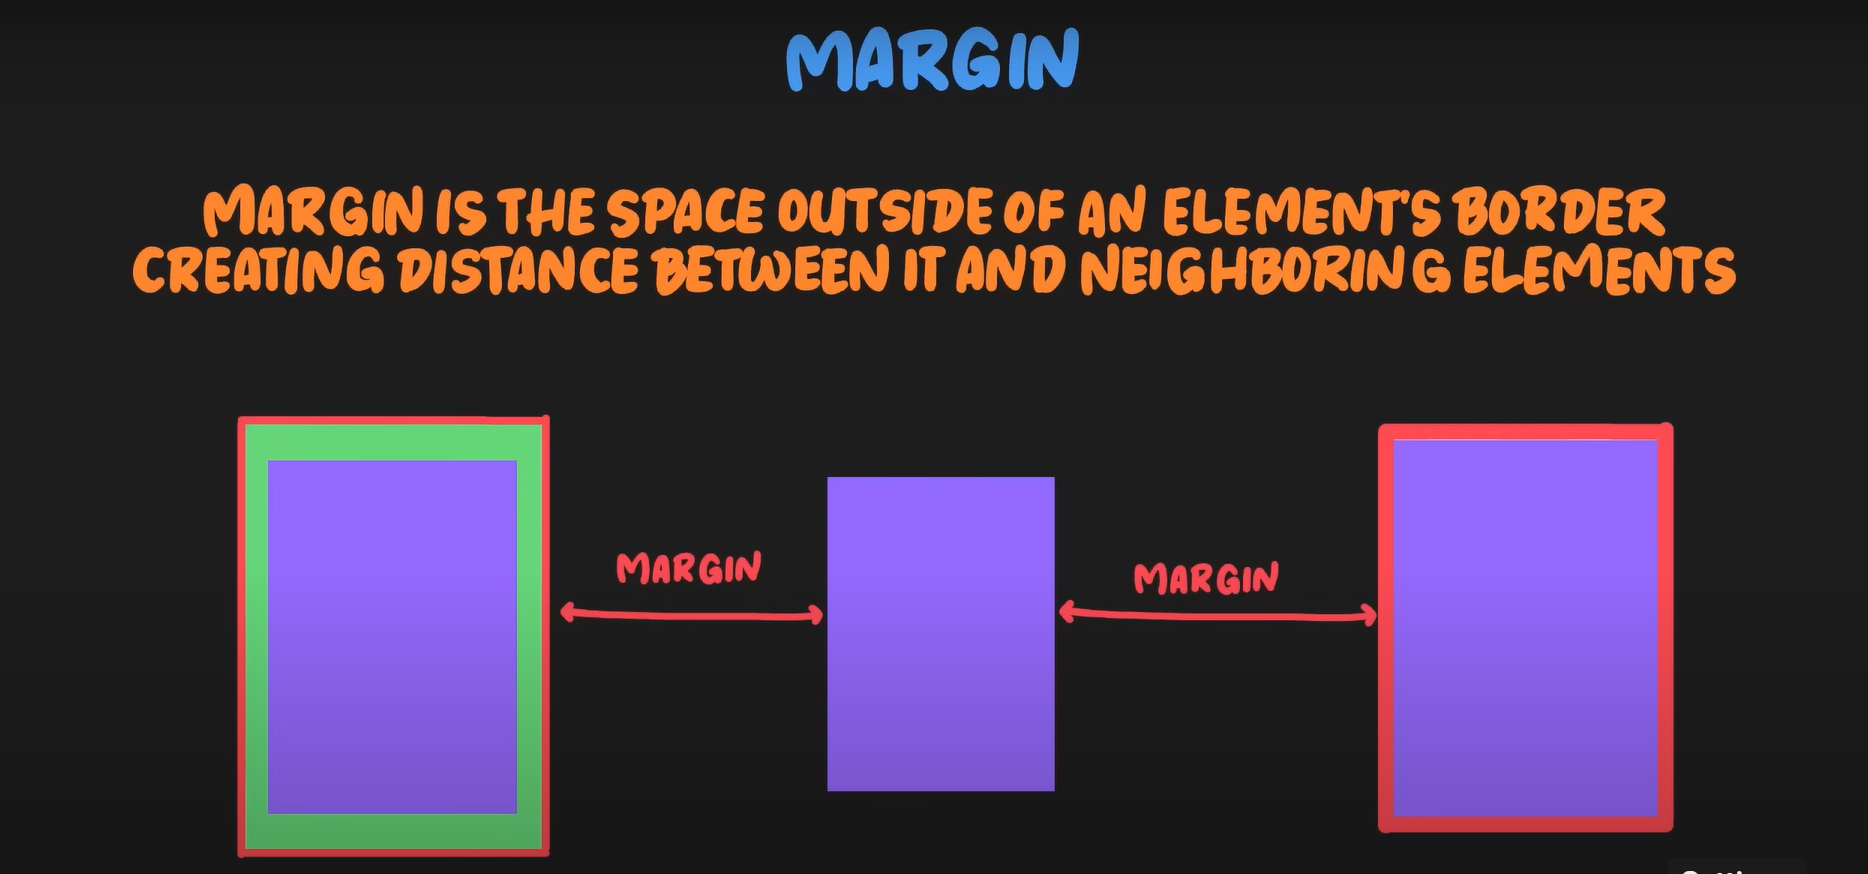 MARGIN
MARGIN IS THE SPACE OUTSIDE OF AN ELEMENT'S BORDER
CREATING DISTANCE BETWEEN IT AND NEIGHBORING ELEMENTS
MARGIN
MARGIN